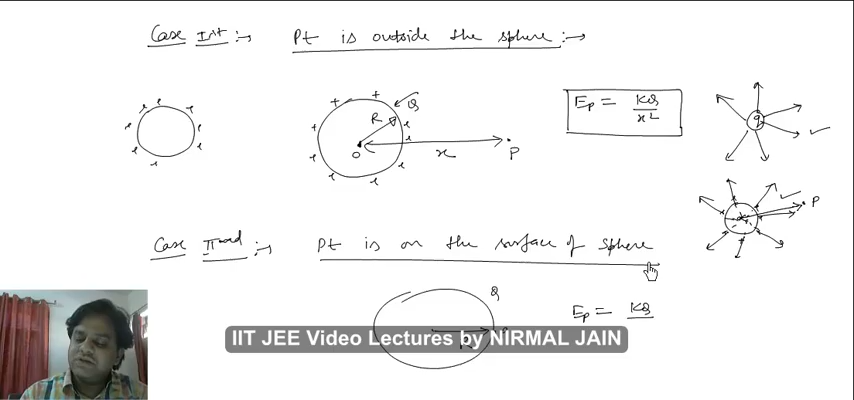 Case Ist :→ Pt is outside the sphere :→
Q
R
O
x
P
Ep = KQ / x²
q
P
Case IInd :→ Pt is on the surface of sphere
Q
Ep = KQ
R
IIT JEE Video Lectures by NIRMAL JAIN